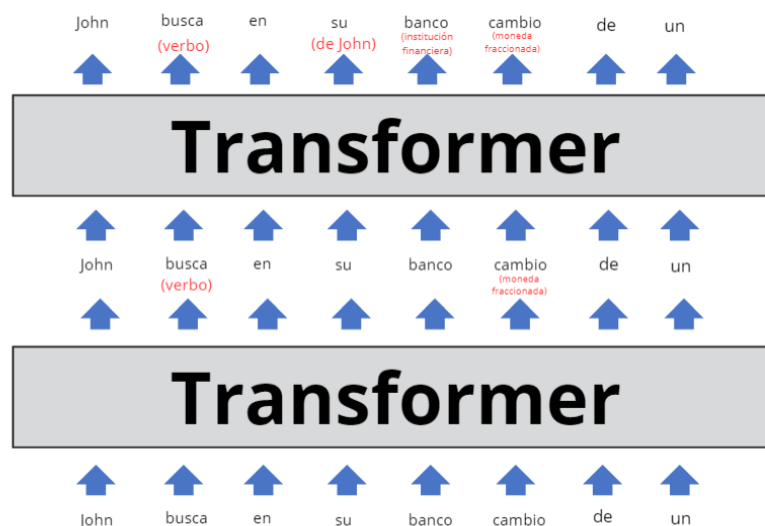 John busca en su banco cambio de un
(verbo) (de John) (institución financiera) (moneda fraccionada)
Transformer
John busca en su banco cambio de un
(verbo) (moneda fraccionada)
Transformer
John busca en su banco cambio de un